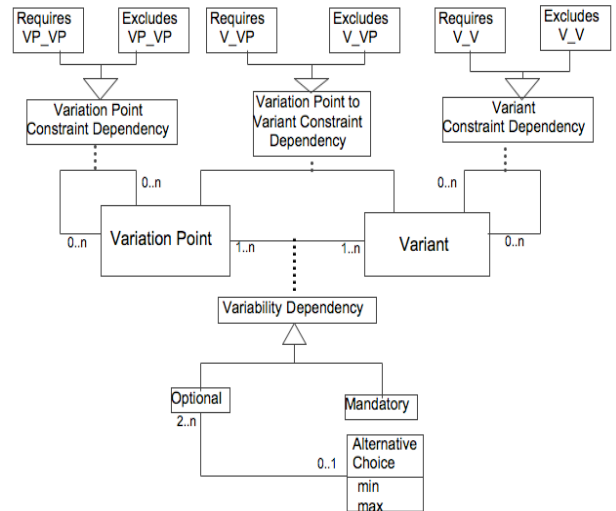 Requires
VP_VP
Excludes
VP_VP
Requires
V_VP
Excludes
V_VP
Requires
V_V
Excludes
V_V
Variation Point
Constraint Dependency
Variation Point to
Variant Constraint
Dependency
Variant
Constraint Dependency
0..n
0..n
0..n
0..n
Variation Point
1..n
1..n
Variant
Variability Dependency
Optional
Mandatory
2..n
0..1
Alternative
Choice
min
max